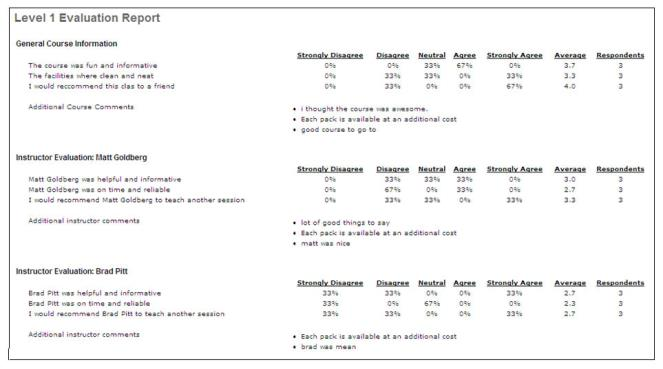 Level 1 Evaluation Report
General Course Information
Strongly Disagree Disagree Neutral Agree Strongly Agree Average Respondents
The course was fun and informative 0% 0% 33% 67% 0% 3.7 3
The facilities where clean and neat 0% 33% 33% 0% 33% 3.3 3
I would reccommend this clas to a friend 0% 33% 0% 0% 67% 4.0 3
Additional Course Comments
• i thought the course was awesome.
• Each pack is available at an additional cost
• good course to go to
Instructor Evaluation: Matt Goldberg
Strongly Disagree Disagree Neutral Agree Strongly Agree Average Respondents
Matt Goldberg was helpful and informative 0% 33% 33% 33% 0% 3.0 3
Matt Goldberg was on time and reliable 0% 67% 0% 33% 0% 2.7 3
I would recommend Matt Goldberg to teach another session 0% 33% 33% 0% 33% 3.3 3
Additional instructor comments
• lot of good things to say
• Each pack is available at an additional cost
• matt was nice
Instructor Evaluation: Brad Pitt
Strongly Disagree Disagree Neutral Agree Strongly Agree Average Respondents
Brad Pitt was helpful and informative 33% 33% 0% 0% 33% 2.7 3
Brad Pitt was on time and reliable 33% 0% 67% 0% 0% 2.3 3
I would recommend Brad Pitt to teach another session 33% 33% 0% 0% 33% 2.7 3
Additional instructor comments
• Each pack is available at an additional cost
• brad was mean